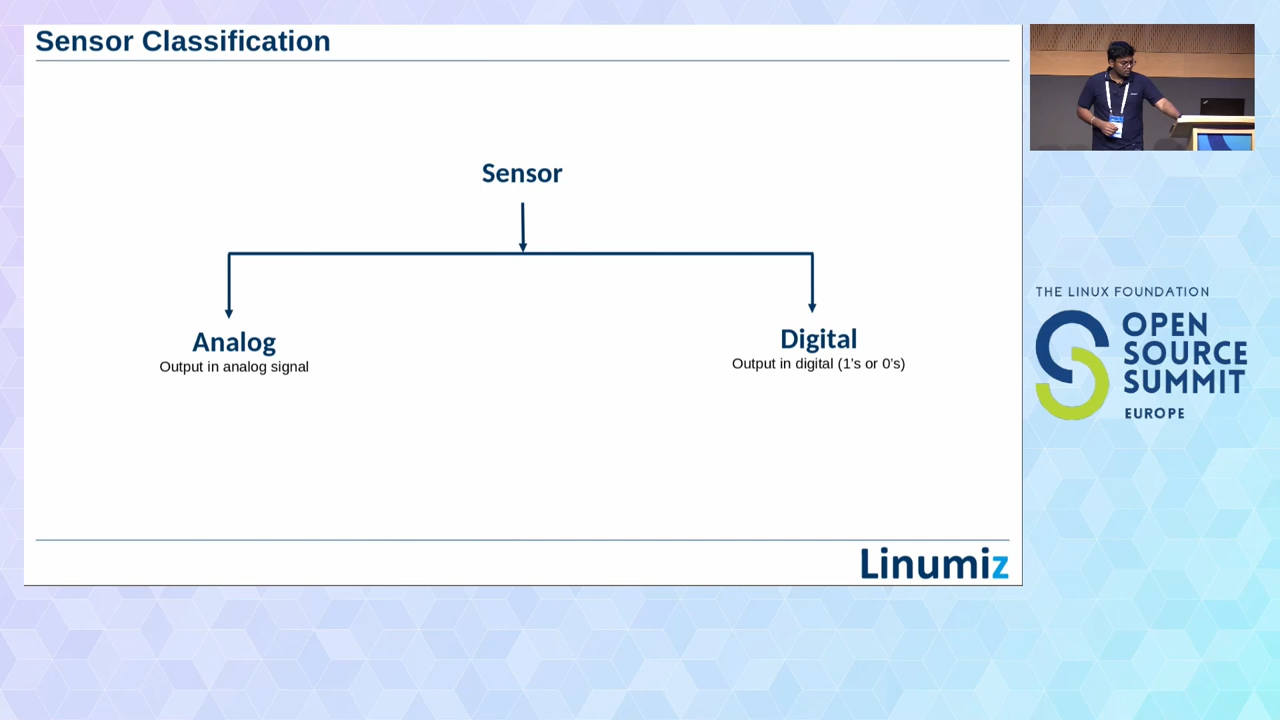 Sensor Classification
Sensor
Analog
Output in analog signal
Digital
Output in digital (1's or 0's)
Linumiz
THE LINUX FOUNDATION
OPEN
SOURCE
SUMMIT
EUROPE